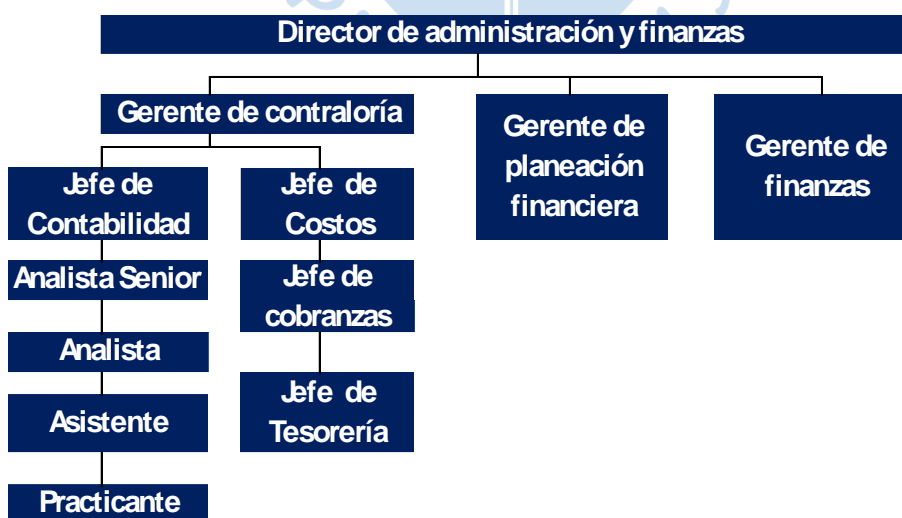 Director de administración y finanzas
Gerente de contraloría
Gerente de
planeación
financiera
Gerente de
finanzas
Jefe de
Contabilidad
Jefe de
Costos
Analista Senior
Jefe de
cobranzas
Analista
Jefe de
Tesorería
Asistente
Practicante